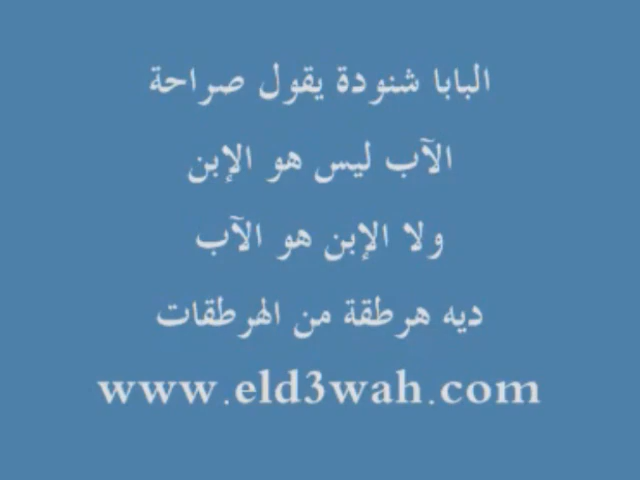 البابا شنودة يقول صراحة
الآب ليس هو الإبن
ولا الإبن هو الآب
ديه هرطقة من الهرطقات
www.eld3wah.com